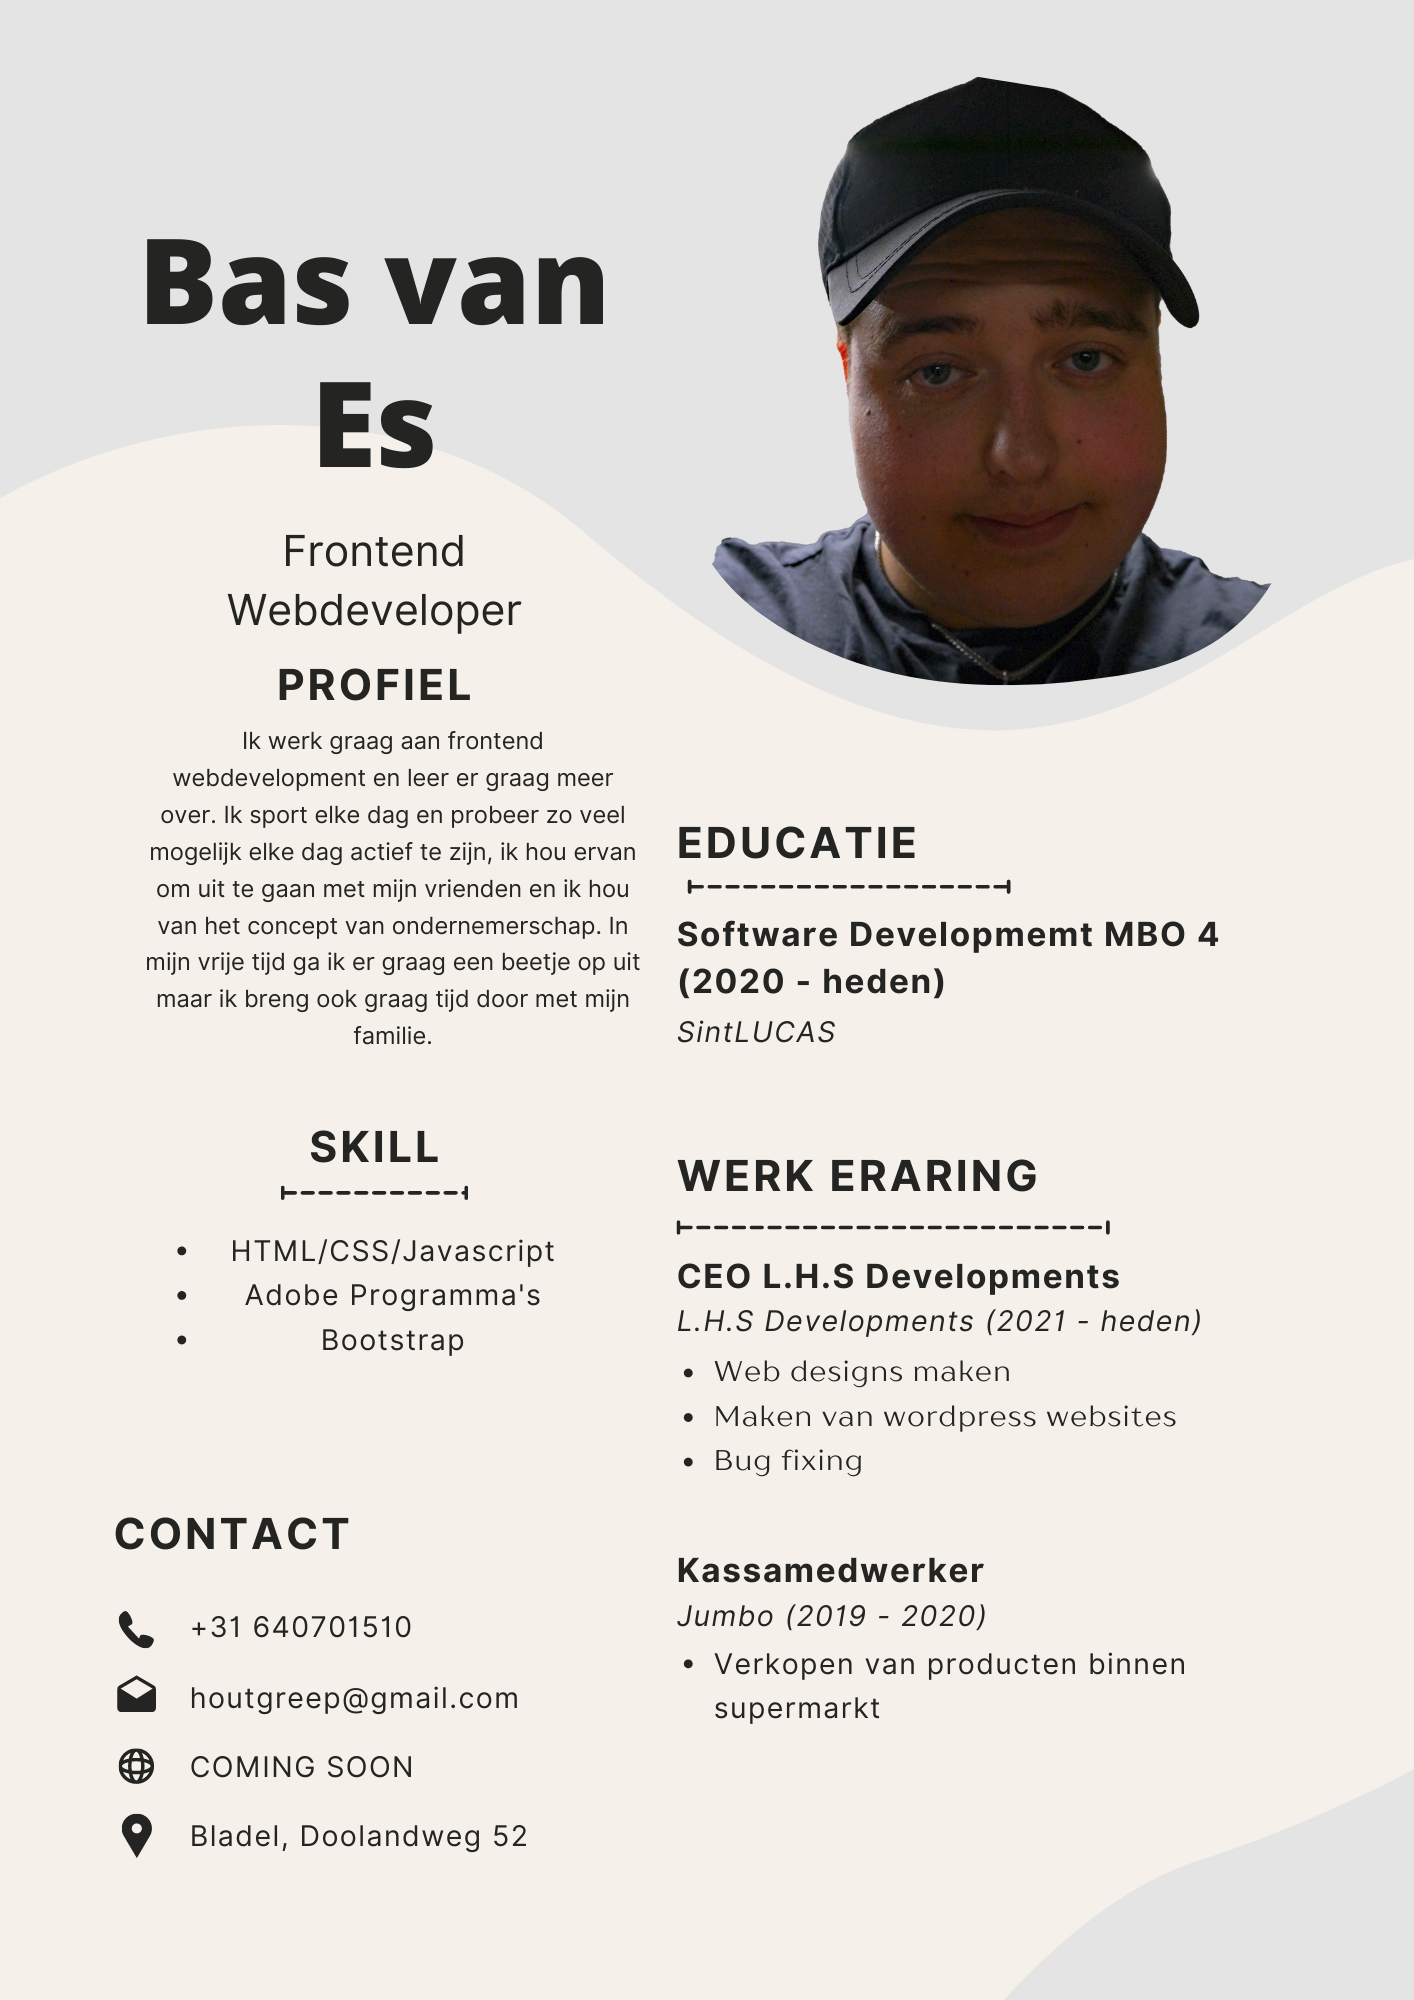 Bas van
Es
Frontend
Webdeveloper
PROFIEL
Ik werk graag aan frontend
webdevelopment en leer er graag meer
over. Ik sport elke dag en probeer zo veel
mogelijk elke dag actief te zijn, ik hou ervan
om uit te gaan met mijn vrienden en ik hou
van het concept van ondernemerschap. In
mijn vrije tijd ga ik er graag een beetje op uit
maar ik breng ook graag tijd door met mijn
familie.
SKILL
• HTML/CSS/Javascript
• Adobe Programma's
• Bootstrap
CONTACT
+31 640701510
houtgreep@gmail.com
COMING SOON
Bladel, Doolandweg 52
EDUCATIE
Software Developmemt MBO 4
(2020 - heden)
SintLUCAS
WERK ERARING
CEO L.H.S Developments
L.H.S Developments (2021 - heden)
• Web designs maken
• Maken van wordpress websites
• Bug fixing
Kassamedwerker
Jumbo (2019 - 2020)
• Verkopen van producten binnen
supermarkt